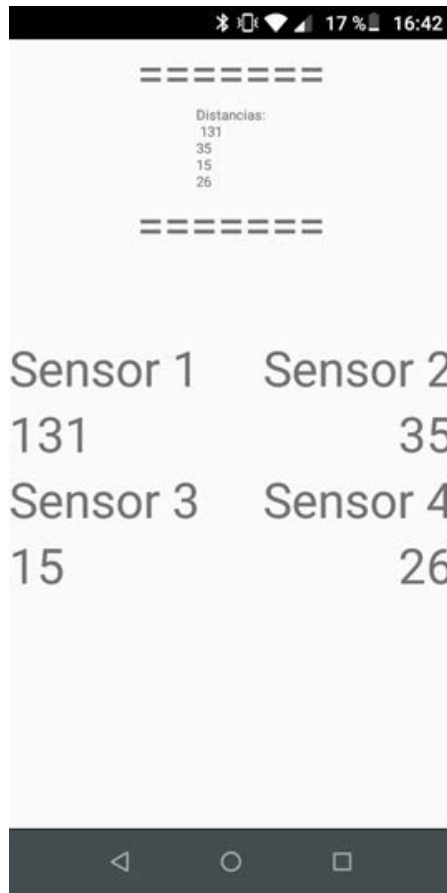 17 % 16:42
=======
Distancias:
131
35
15
26
=======
Sensor 1 Sensor 2
131 35
Sensor 3 Sensor 4
15 26